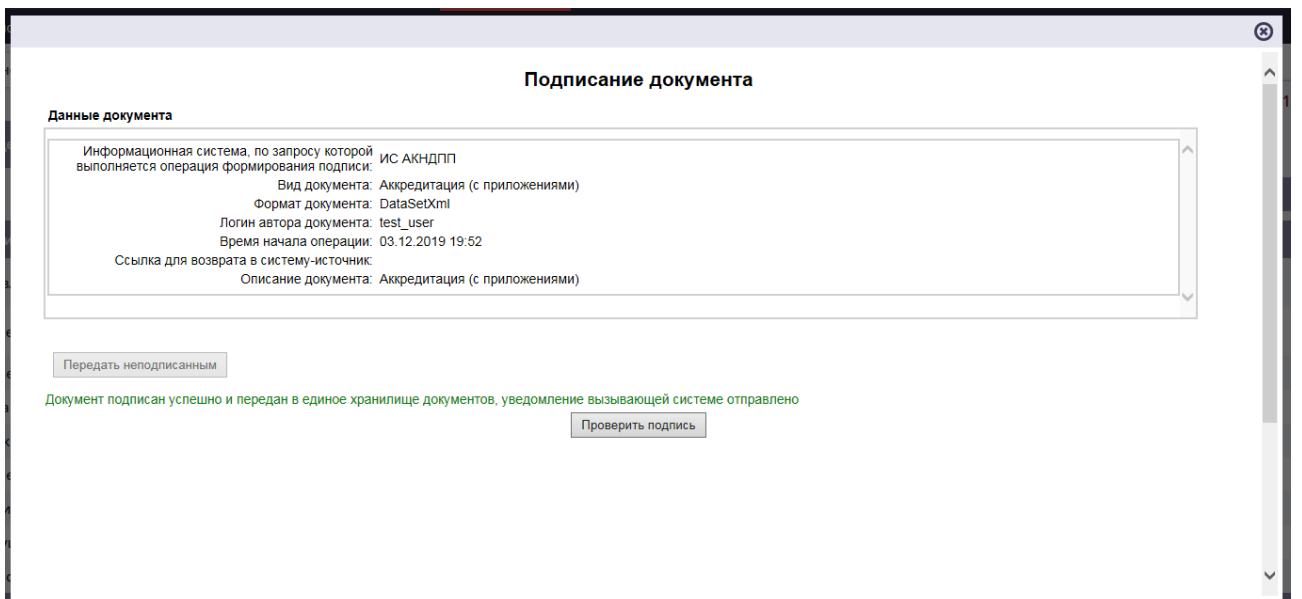 Подписание документа
Данные документа
Информационная система, по запросу которой
выполняется операция формирования подписи: ИС АКНДПП
Вид документа: Аккредитация (с приложениями)
Формат документа: DataSetXml
Логин автора документа: test_user
Время начала операции: 03.12.2019 19:52
Ссылка для возврата в систему-источник:
Описание документа: Аккредитация (с приложениями)
Передать неподписанным
Документ подписан успешно и передан в единое хранилище документов, уведомление вызывающей системе отправлено
Проверить подпись